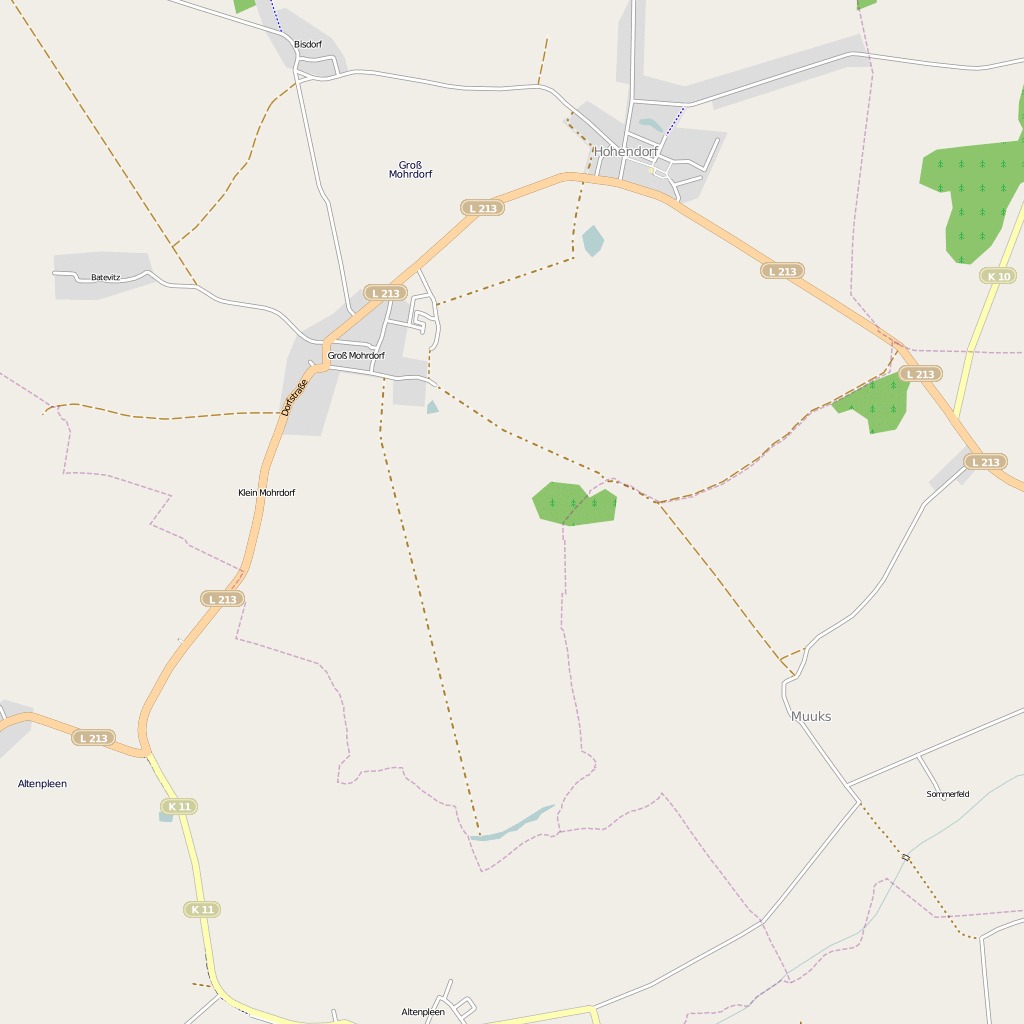 Bisdorf
Hohendorf
Groß
Mohrdorf
L 213
L 213
K 10
Batevitz
L 213
Groß Mohrdorf
L 213
Dorfstraße
L 213
Klein Mohrdorf
L 213
Muuks
L 213
Altenpleen
Sommerfeld
K 11
K 11
Altenpleen